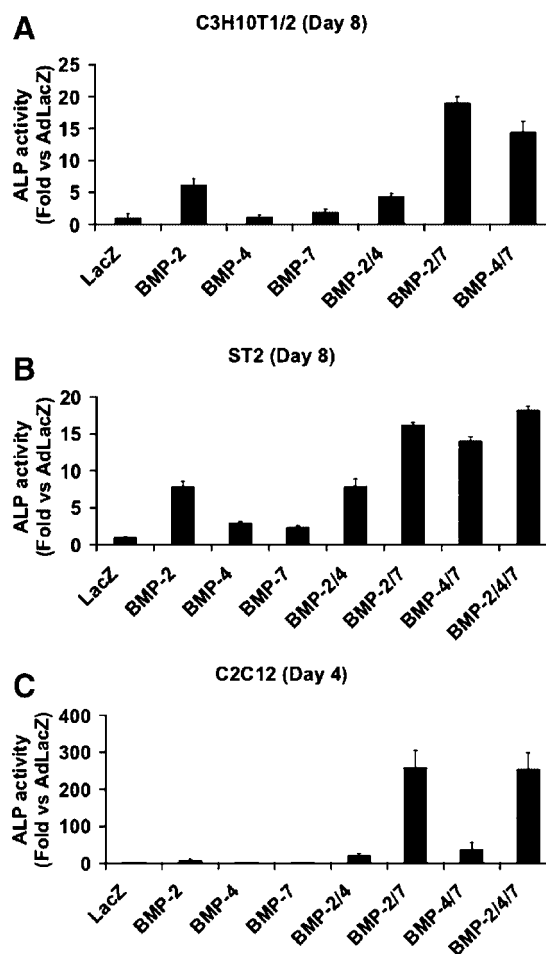 A
C3H10T1/2 (Day 8)
ALP activity
(Fold vs AdLacZ)
25
20
15
10
5
0
LacZ
BMP-2
BMP-4
BMP-7
BMP-2/4
BMP-2/7
BMP-4/7
B
ST2 (Day 8)
ALP activity
(Fold vs AdLacZ)
20
15
10
5
0
LacZ
BMP-2
BMP-4
BMP-7
BMP-2/4
BMP-2/7
BMP-4/7
BMP-2/4/7
C
C2C12 (Day 4)
ALP activity
(Fold vs AdLacZ)
400
300
200
100
0
LacZ
BMP-2
BMP-4
BMP-7
BMP-2/4
BMP-2/7
BMP-4/7
BMP-2/4/7